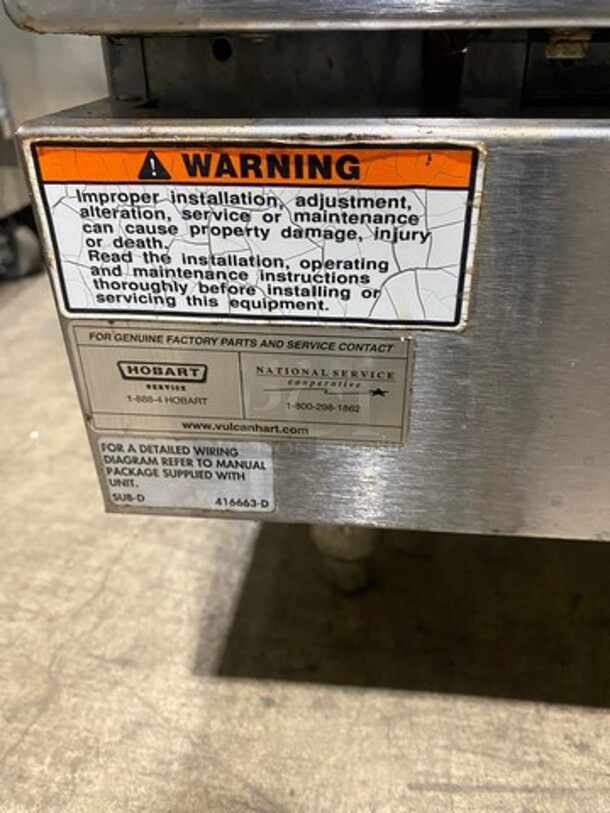 WARNING
Improper installation, adjustment,
alteration, service or maintenance
can cause property damage, injury
or death.
Read the installation, operating
and maintenance instructions
thoroughly before installing or
servicing this equipment.
FOR GENUINE FACTORY PARTS AND SERVICE CONTACT
HOBART
SERVICE
1-888-4 HOBART
NATIONAL SERVICE
cooperative
1-800-298-1862
www.vulcanhart.com
FOR A DETAILED WIRING
DIAGRAM REFER TO MANUAL
PACKAGE SUPPLIED WITH
UNIT.
SUB-D 416663-D